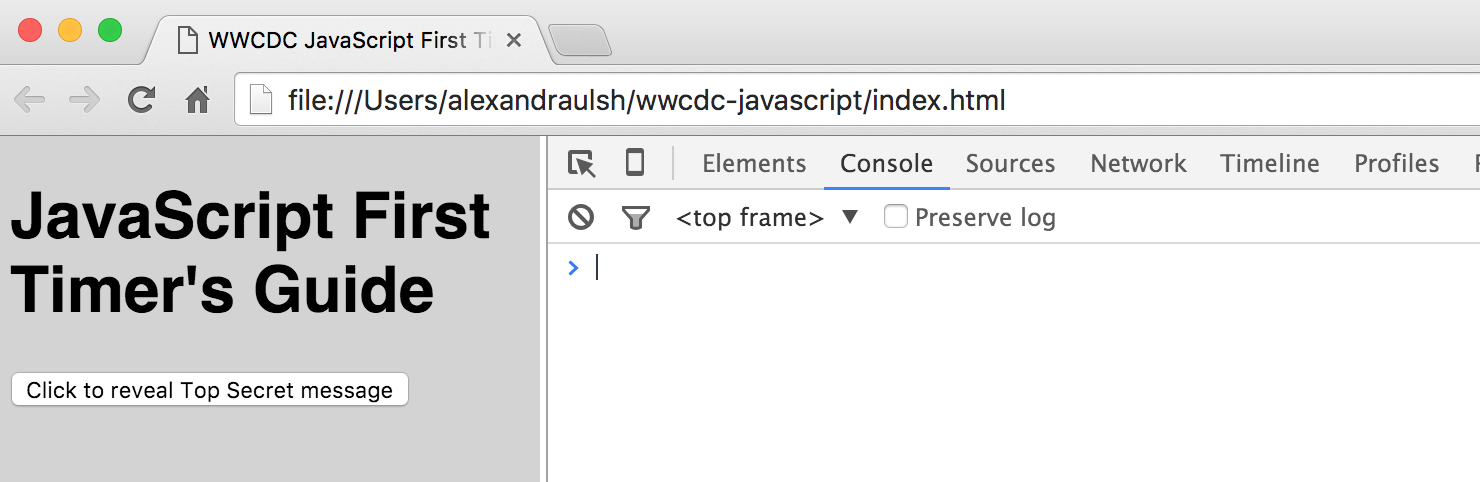 WWCDC JavaScript First Ti
file:///Users/alexandraulsh/wwcdc-javascript/index.html
JavaScript First
Timer's Guide
Click to reveal Top Secret message
Elements Console Sources Network Timeline Profiles
<top frame> ▼ Preserve log
>